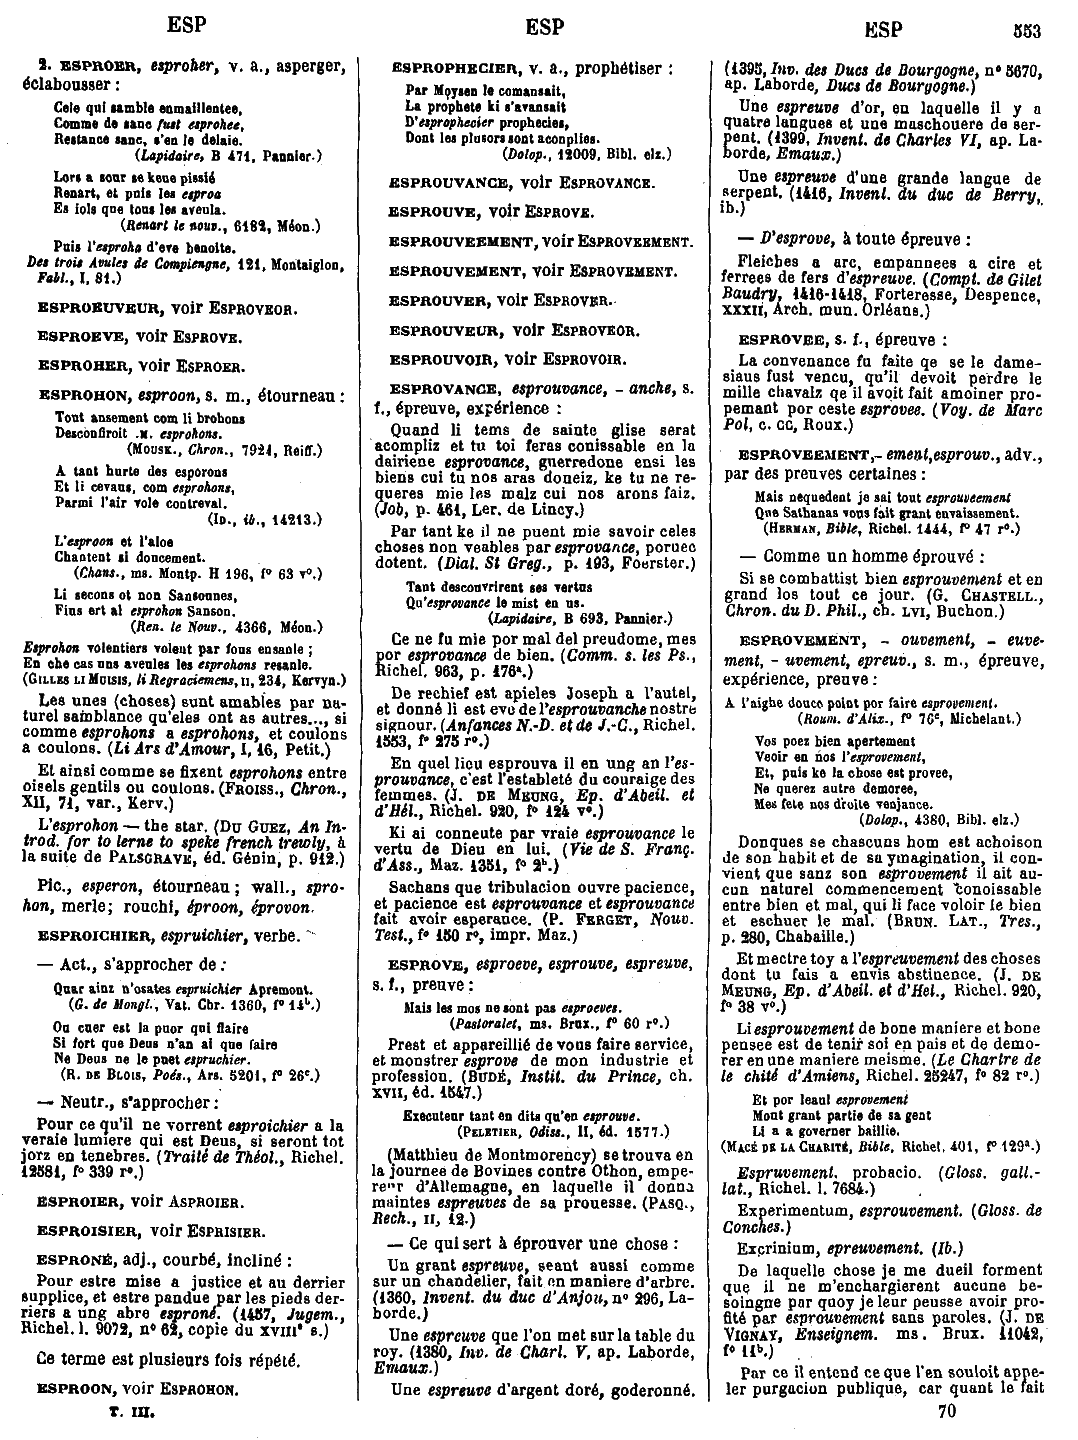 ESP
ESP
ESP
553
2. ESPROER, esproher, v. a., asperger,
éclabousser :
Cele qui samble enmaillentee,
Comme de sanc fust esprohee,
Restance sanc, s'en le delaie.
(Lapidaire, B 471, Pannier.)
Lors a sour se keue pissié
Renart, et puis les esproa
Es iols que tous les aveula.
(Renart le nouv., 6182, Méon.)
Puis l'esproha d'eve benoite.
Des trois Avules de Compiengne, 121, Montaiglon,
Fabl., I, 81.)
ESPROEUVEUR, voir ESPROVEOR.
ESPROEVE, voir ESPROVE.
ESPROHER, voir ESPROER.
ESPROHON, esproon, s. m., étourneau :
Tout ansement com li brohons
Desconfiroit .x. esprohons.
(MOUSK., Chron., 7924, Reiff.)
A tant hurte des esporons
Et li cevaus, com esprohons,
Parmi l'air vole contreval.
(ID., ib., 14213.)
L'esproon et l'aloe
Chantent si doncement.
(Chans., ms. Montp. H 196, f° 63 v°.)
Li secons ot non Sansonnes,
Fius ert al esprohon Sanson.
(Ren. le Nouv., 4366, Méon.)
Esprohon volentiers volent par fous ensanle ;
En che cas uns aveules les esprohons resanle.
(GILLES LI MUISIS, li Regraciemens, II, 234, Kervyn.)
Les unes (choses) sunt amables par na-
turel samblance qu'eles ont as autres..., si
comme esprohons a esprohons, et coulons
a coulons. (Li Ars d'Amour, I, 16, Petit.)
Et ainsi comme se fixent esprohons entre
oisels gentils ou coulons. (FROISS., Chron.,
XII, 71, var., Kerv.)
L'esprohon — the star. (DU GUEZ, An In-
trod. for to lerne to speke french trewly, à
la suite de PALSGRAVE, éd. Génin, p. 912.)
Pic., esperon, étourneau ; wall., spro-
hon, merle; rouchi, éproon, éprovon.
ESPROICHIER, espruichier, verbe.
— Act., s'approcher de :
Quar ainz n'osates espruichier Apremont.
(G. de Mongl., Vat. Chr. 1360, f° 14ᵇ.)
Ou cuer est la puor qui flaire
Si fort que Deus n'an ai que faire
Ne Deus ne le puet espruchier.
(R. DE BLOIS, Poés., Ars. 5201, f° 26ᶜ.)
— Neutr., s'approcher :
Pour ce qu'il ne vorrent esproichier a la
veraie lumiere qui est Deus, si seront tot
jorz en tenebres. (Traité de Théol., Richel.
12581, f° 339 r°.)
ESPROIER, voir ASPROIER.
ESPROISIER, voir ESPRISIER.
ESPRONÉ, adj., courbé, incliné :
Pour estre mise a justice et au derrier
supplice, et estre pandue par les pieds der-
riers a ung abre esproné. (1457, Jugem.,
Richel. l. 9072, n° 62, copie du XVIIIᵉ s.)
Ce terme est plusieurs fois répété.
ESPROON, voir ESPROHON.
T. III.
ESPROPHECIER, v. a., prophétiser :
Par Moysen le comansait,
La prophete ki s'avansait
D'esprophecier prophecies,
Dont les plusors sont acomplies.
(Dolop., 12009, Bibl. elz.)
ESPROUVANCE, voir ESPROVANCE.
ESPROUVE, voir ESPROVE.
ESPROUVEEMENT, voir ESPROVEEMENT.
ESPROUVEMENT, voir ESPROVEMENT.
ESPROUVER, voir ESPROVER.
ESPROUVEUR, voir ESPROVEOR.
ESPROUVOIR, voir ESPROVOIR.
ESPROVANCE, esprouvance, - anche, s.
f., épreuve, expérience :
Quand li tems de sainte glise serat
acompliz et tu toi feras conissable en la
dairiene esprovance, guerredone ensi les
biens cui tu nos aras doneiz, ke tu ne re-
queres mie les malz cui nos arons faiz.
(Job, p. 461, Ler. de Lincy.)
Par tant ke il ne puent mie savoir celes
choses non veables par esprovance, poruec
dotent. (Dial. St Greg., p. 193, Foerster.)
Tant descouvrirent ses vertus
Qu'esprovance le mist en us.
(Lapidaire, B 693, Pannier.)
Ce ne fu mie por mal del preudome, mes
por esprovance de bien. (Comm. s. les Ps.,
Richel. 963, p. 176ᵃ.)
De rechief est apieles Joseph a l'autel,
et donné li est eve de l'esprouvanche nostre
signour. (Anfances N.-D. et de J.-C., Richel.
1553, f° 275 r°.)
En quel lieu esprouva il en ung an l'es-
prouvance, c'est l'estableté du couraige des
femmes. (J. DE MEUNG, Ep. d'Abeil. et
d'Hél., Richel. 920, f° 124 v°.)
Ki ai conneute par vraie esprouvance le
vertu de Dieu en lui. (Vie de S. Franç.
d'Ass., Maz. 1351, f° 2ᵇ.)
Sachans que tribulacion ouvre pacience,
et pacience est esprouvance et esprouvance
fait avoir esperance. (P. FERGET, Nouv.
Test., f° 150 r°, impr. Maz.)
ESPROVE, esproeve, esprouve, espreuve,
s. f., preuve :
Mais les mos ne sont pas esproeves.
(Pastoralet, ms. Brux., f° 60 r°.)
Prest et appareillié de vous faire service,
et monstrer esprove de mon industrie et
profession. (BUDÉ, Instit. du Prince, ch.
XVII, éd. 1547.)
Executeur tant en dits qu'en esprouve.
(PELETIER, Odiss., II, éd. 1577.)
(Matthieu de Montmorency) se trouva en
la journee de Bovines contre Othon, empe-
reur d'Allemagne, en laquelle il donna
maintes espreuves de sa prouesse. (PASQ.,
Rech., II, 12.)
— Ce qui sert à éprouver une chose :
Un grant espreuve, seant aussi comme
sur un chandelier, fait en maniere d'arbre.
(1360, Invent. du duc d'Anjou, n° 296, La-
borde.)
Une espreuve que l'on met sur la table du
roy. (1380, Inv. de Charl. V, ap. Laborde,
Emaux.)
Une espreuve d'argent doré, goderonné.
(1395, Inv. des Ducs de Bourgogne, n° 5670,
ap. Laborde, Ducs de Bourgogne.)
Une espreuve d'or, en laquelle il y a
quatre langues et une maschouere de ser-
pent. (1399, Invent. de Charles VI, ap. La-
borde, Emaux.)
Une espreuve d'une grande langue de
serpent. (1416, Invent. du duc de Berry,
ib.)
— D'esprove, à toute épreuve :
Fleiches a arc, empannees a cire et
ferrees de fers d'espreuve. (Compt. de Gilet
Baudry, 1416-1418, Forteresse, Despence,
XXXII, Arch. mun. Orléans.)
ESPROVEE, s. f., épreuve :
La convenance fu faite qe se le dame-
siaus fust vencu, qu'il devoit perdre le
mille chavalz qe il avoit fait amoiner pro-
pemant por ceste esprovee. (Voy. de Marc
Pol, c. CC, Roux.)
ESPROVEEMENT,- ement, esprouv., adv.,
par des preuves certaines :
Mais nequedent je sai tout esprouveement
Que Sathanas vous fait grant envaissement.
(HERMAN, Bible, Richel. 1444, f° 47 r°.)
— Comme un homme éprouvé :
Si se combattist bien esprouvement et en
grand los tout ce jour. (G. CHASTELL.,
Chron. du D. Phil., ch. LVI, Buchon.)
ESPROVEMENT, - ouvement, - euve-
ment, - uvement, epreuv., s. m., épreuve,
expérience, preuve :
A l'aighe douce point por faire esprovement.
(Roum. d'Alix., f° 76ᶜ, Michelant.)
Vos poez bien apertement
Veoir en nos l'esprovement,
Et, puis ke la chose est provee,
Ne querez autre demoree,
Mes fete nos droite venjance.
(Dolop., 4380, Bibl. elz.)
Donques se chascuns hom est achoison
de son habit et de sa ymagination, il con-
vient que sanz son esprovement il ait au-
cun naturel commencement conoissable
entre bien et mal, qui li face voloir le bien
et eschuer le mal. (BRUN. LAT., Tres.,
p. 280, Chabaille.)
Et mectre toy a l'espreuvement des choses
dont tu fais a envis abstinence. (J. DE
MEUNG, Ep. d'Abeil. et d'Hel., Richel. 920,
f° 38 v°.)
Li esprouvement de bone maniere et bone
pensee est de tenir soi en pais et de demo-
rer en une maniere meisme. (Le Chartre de
le chité d'Amiens, Richel. 25247, f° 82 r°.)
Et por leaul esprovement
Mout grant partie de sa gent
Li a a governer baillie.
(MACÉ DE LA CHARITÉ, Bible, Richel. 401, f° 129ᵃ.)
Espruvement. probacio. (Gloss. gall.-
lat., Richel. l. 7684.)
Experimentum, esprouvement. (Gloss. de
Conches.)
Excrinium, epreuvement. (Ib.)
De laquelle chose je me dueil forment
que il ne m'enchargierent aucune be-
soingne par quoy je leur peusse avoir pro-
fité par esprouvement sans paroles. (J. DE
VIGNAY, Enseignem. ms. Brux. 11042,
f° 11ᵇ.)
Par ce il entend ce que l'en souloit appe-
ler purgacion publique, car quant le fait
70